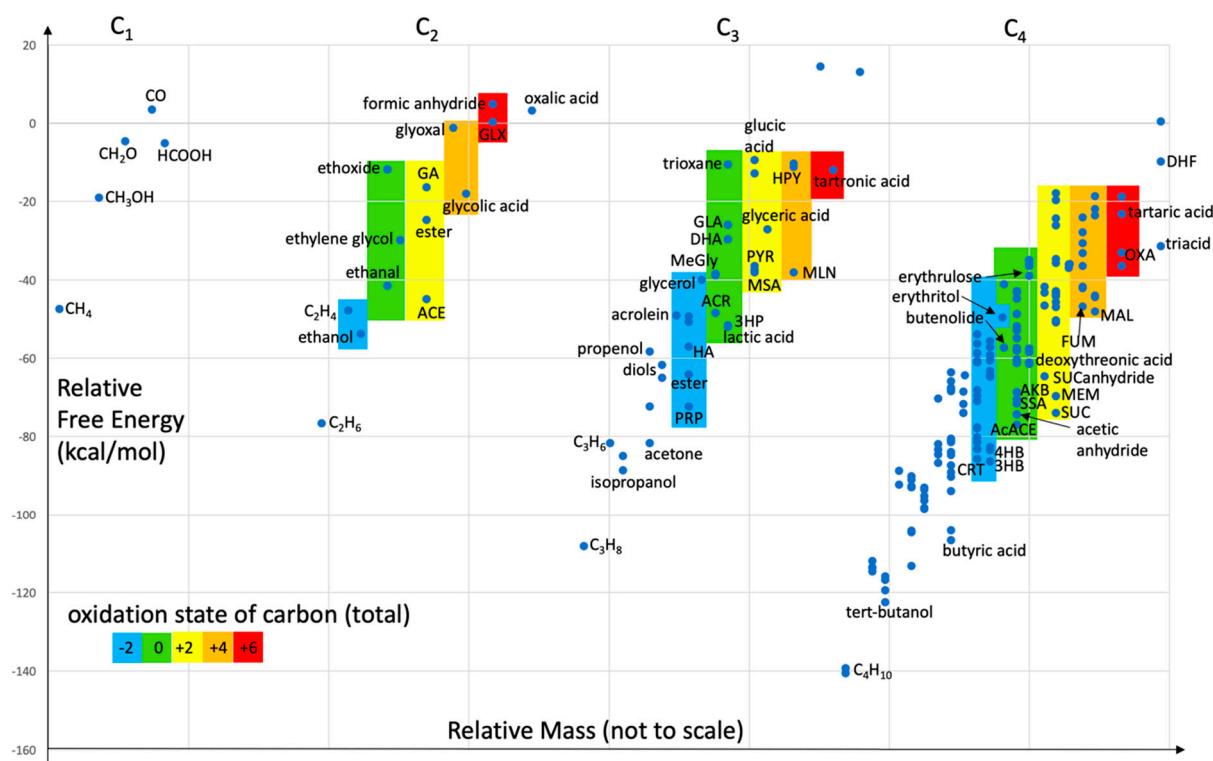 C₁ C₂ C₃ C₄
20
0
-20
-40
-60
-80
-100
-120
-140
-160
CO
CH₂O
HCOOH
CH₃OH
CH₄
formic anhydride
oxalic acid
glyoxal
GLX
ethoxide
GA
glycolic acid
ester
ethylene glycol
ethanal
ACE
C₂H₄
ethanol
C₂H₆
glucic
acid
trioxane
HPY
tartronic acid
GLA
glyceric acid
DHA
MeGly
PYR
glycerol
MSA
MLN
ACR
acrolein
3HP
lactic acid
propenol
HA
diols
ester
PRP
C₃H₆
acetone
isopropanol
C₃H₈
DHF
tartaric acid
triacid
OXA
erythrulose
erythritol
butenolide
MAL
FUM
deoxythreonic acid
SUCanhydride
AKB
MEM
SSA
SUC
AcACE
acetic
anhydride
4HB
CRT
3HB
butyric acid
tert-butanol
C₄H₁₀
Relative
Free Energy
(kcal/mol)
oxidation state of carbon (total)
-2 0 +2 +4 +6
Relative Mass (not to scale)